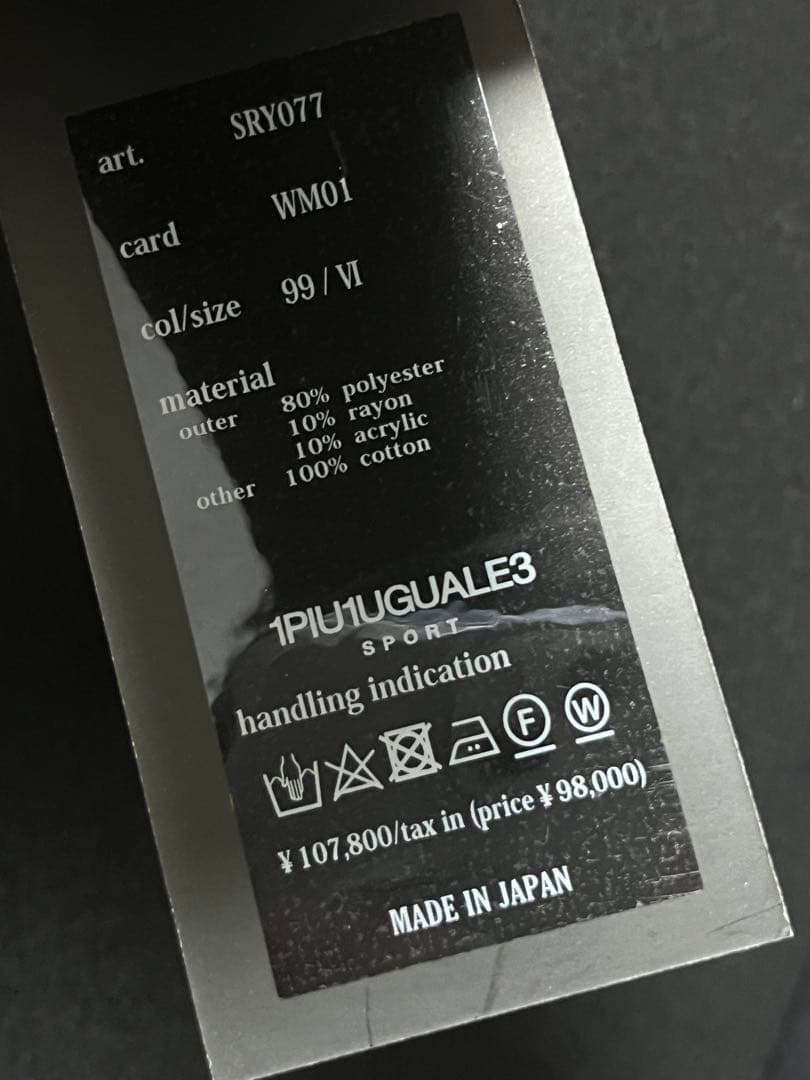 art. SRY077
card WM01
col/size 99 / VI
material
outer 80% polyester
10% rayon
10% acrylic
other 100% cotton
1PIU1UGUALE3
SPORT
handling indication
F W
¥107,800/tax in (price ¥98,000)
MADE IN JAPAN